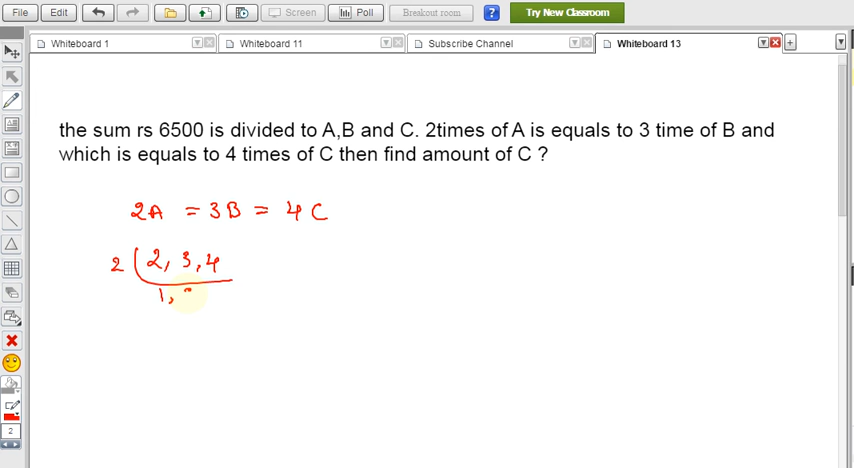 File Edit Screen Poll Breakout room ? Try New Classroom
Whiteboard 1 Whiteboard 11 Subscribe Channel Whiteboard 13 +
the sum rs 6500 is divided to A,B and C. 2times of A is equals to 3 time of B and
which is equals to 4 times of C then find amount of C ?
2A = 3B = 4C
2 ( 2, 3, 4
1,
2